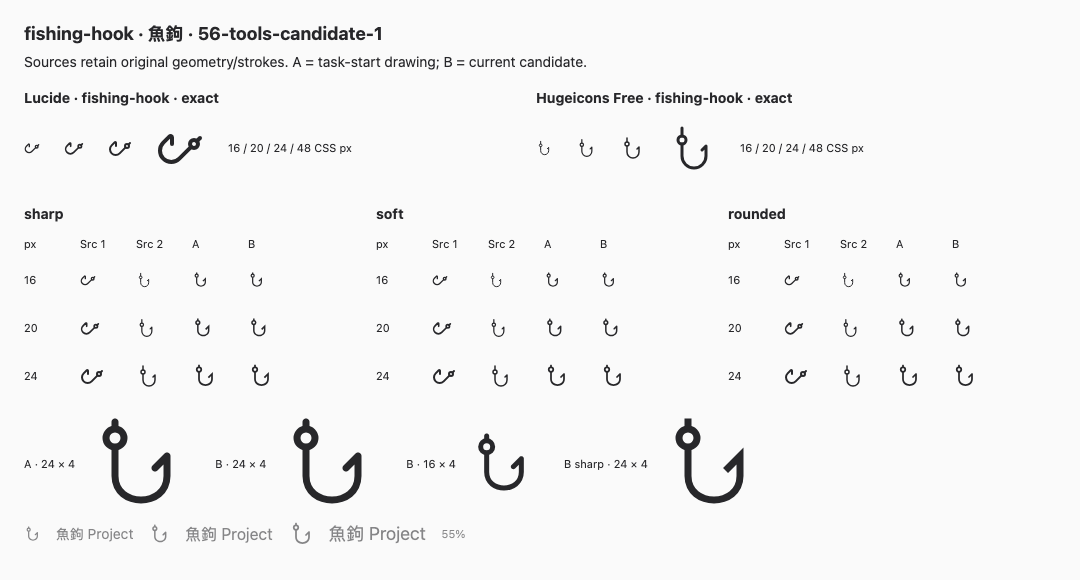 fishing-hook · 魚鉤 · 56-tools-candidate-1
Sources retain original geometry/strokes. A = task-start drawing; B = current candidate.
Lucide · fishing-hook · exact
Hugeicons Free · fishing-hook · exact
16 / 20 / 24 / 48 CSS px
16 / 20 / 24 / 48 CSS px
sharp
soft
rounded
px Src 1 Src 2 A B
px Src 1 Src 2 A B
px Src 1 Src 2 A B
16
16
16
20
20
20
24
24
24
A · 24 × 4
B · 24 × 4
B · 16 × 4
B sharp · 24 × 4
魚鉤 Project
魚鉤 Project
魚鉤 Project
55%